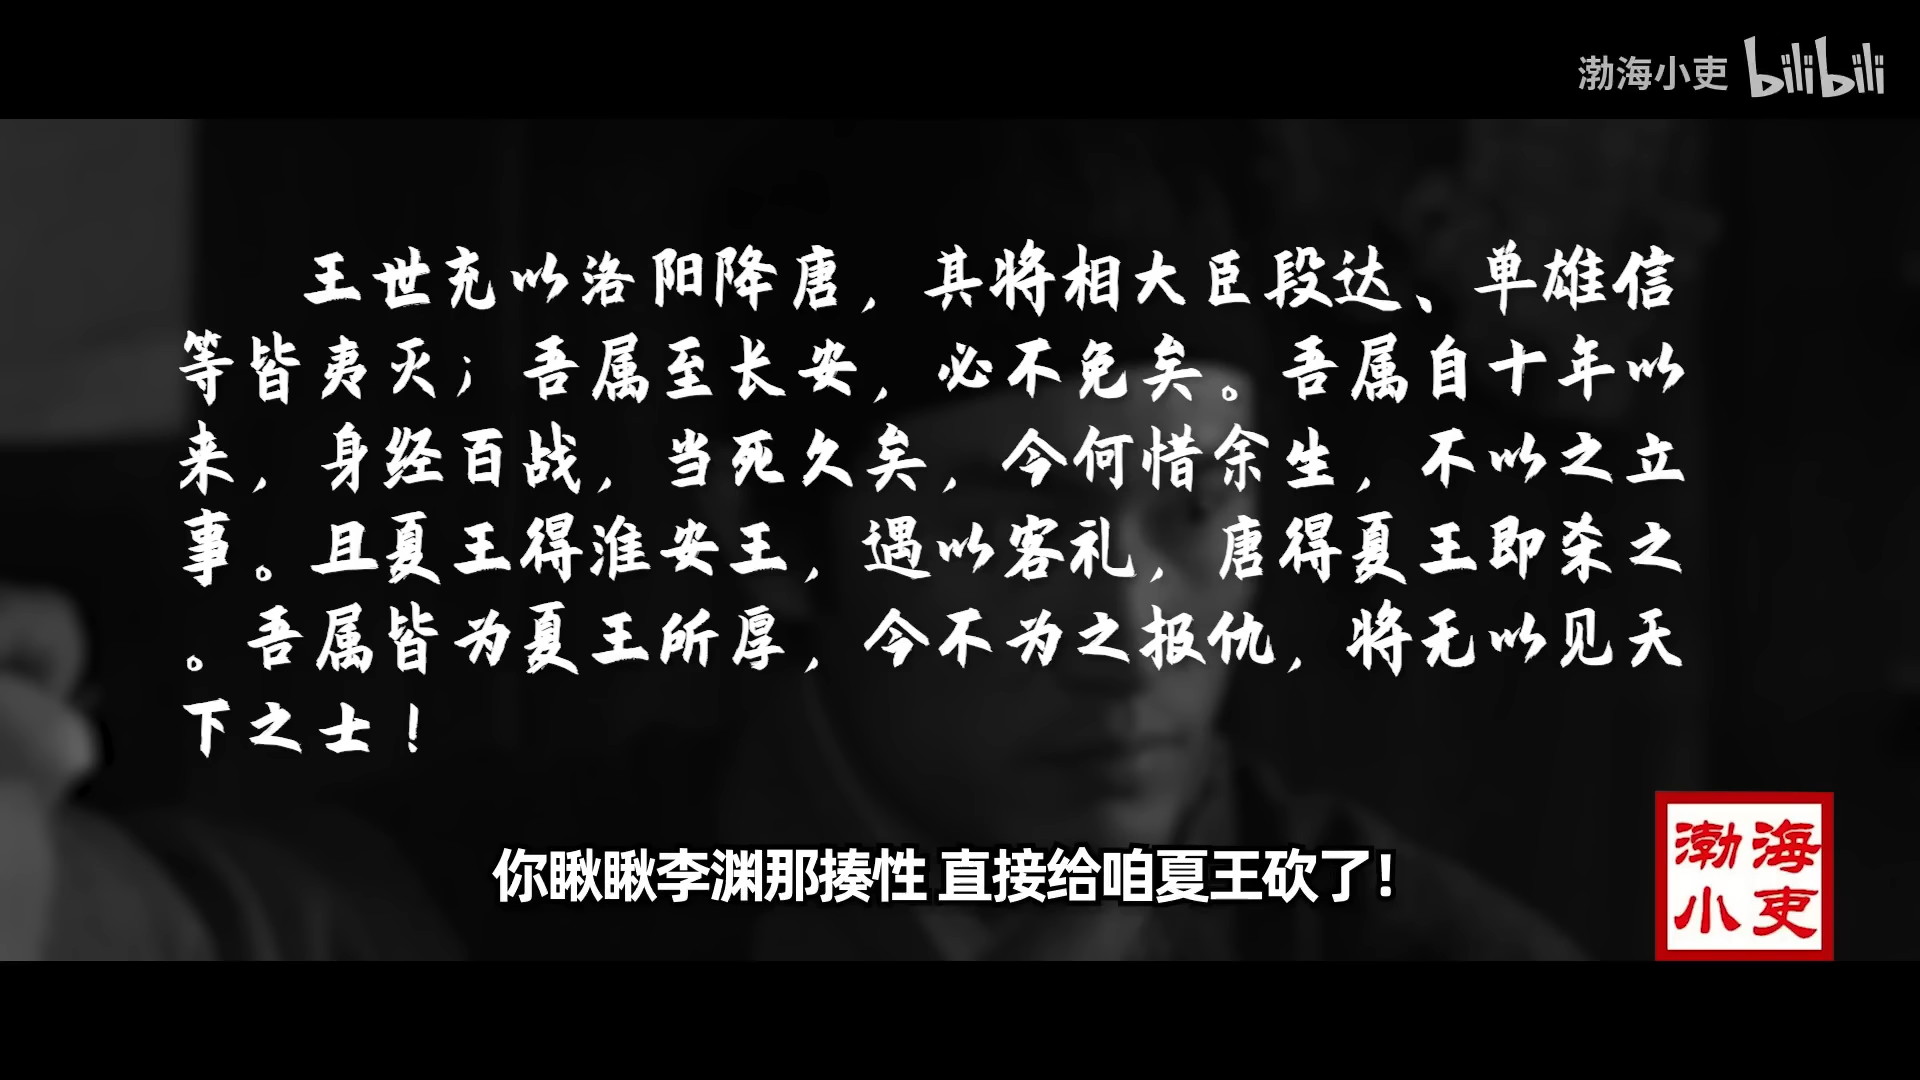 渤海小吏 bilibili
王世充以洛阳降唐，其将相大臣段达、单雄信
等皆夷灭；吾属至长安，必不免矣。吾属自十年以
来，身经百战，当死久矣，今何惜余生，不以之立
事。且夏王得淮安王，遇以客礼，唐得夏王即杀之
。吾属皆为夏王所厚，今不为之报仇，将无以见天
下之士！
你瞅瞅李渊那揍性 直接给咱夏王砍了！
渤海
小吏